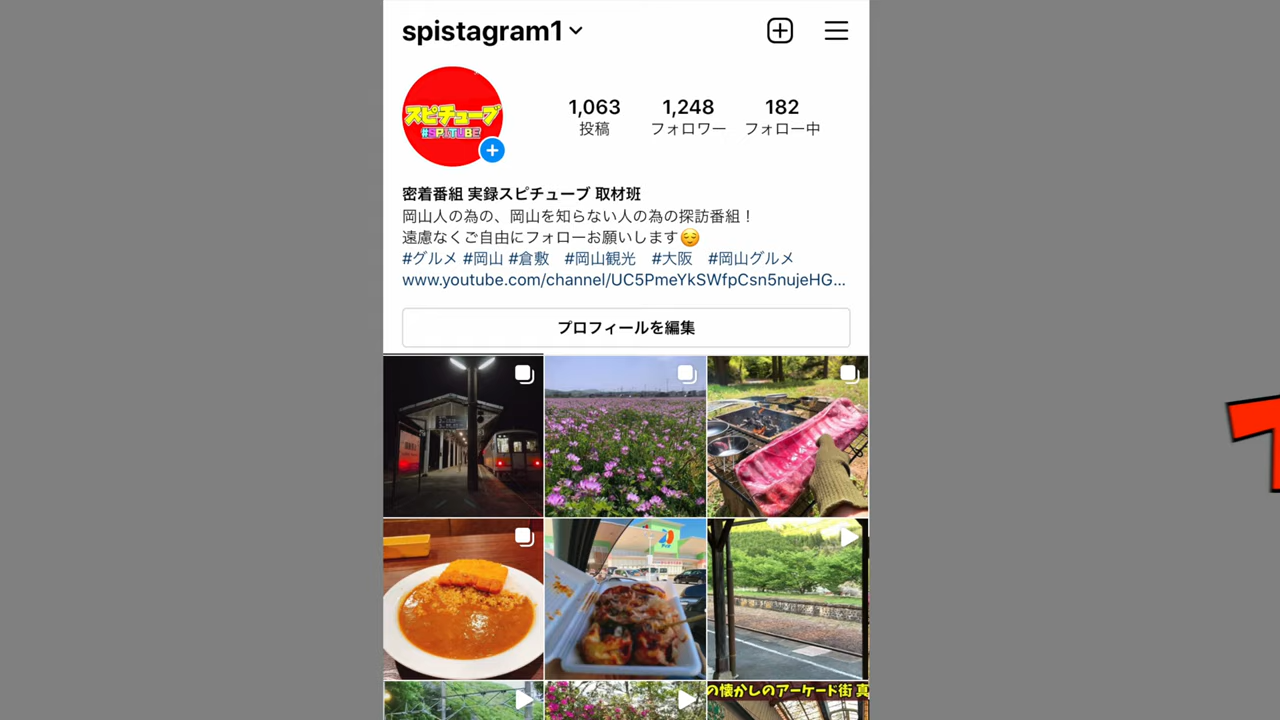 spistagram1
スピチューブ
#SPITUBE
1,063
投稿
1,248
フォロワー
182
フォロー中
密着番組 実録スピチューブ 取材班
岡山人の為の、岡山を知らない人の為の探訪番組！
遠慮なくご自由にフォローお願いします😌
#グルメ #岡山 #倉敷　#岡山観光　#大阪　#岡山グルメ
www.youtube.com/channel/UC5PmeYkSWfpCsn5nujeHG...
プロフィールを編集
の懐かしのアーケード街 真